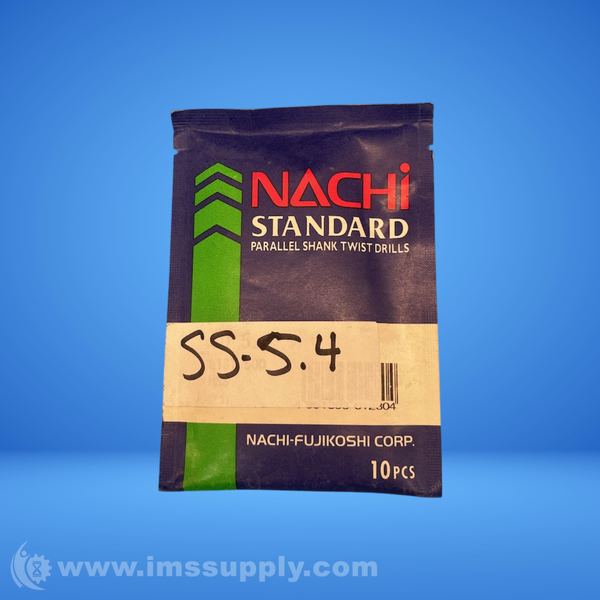 NACHi
STANDARD
PARALLEL SHANK TWIST DRILLS
SS-5.4
NACHI-FUJIKOSHI CORP.
10PCS
www.imssupply.com